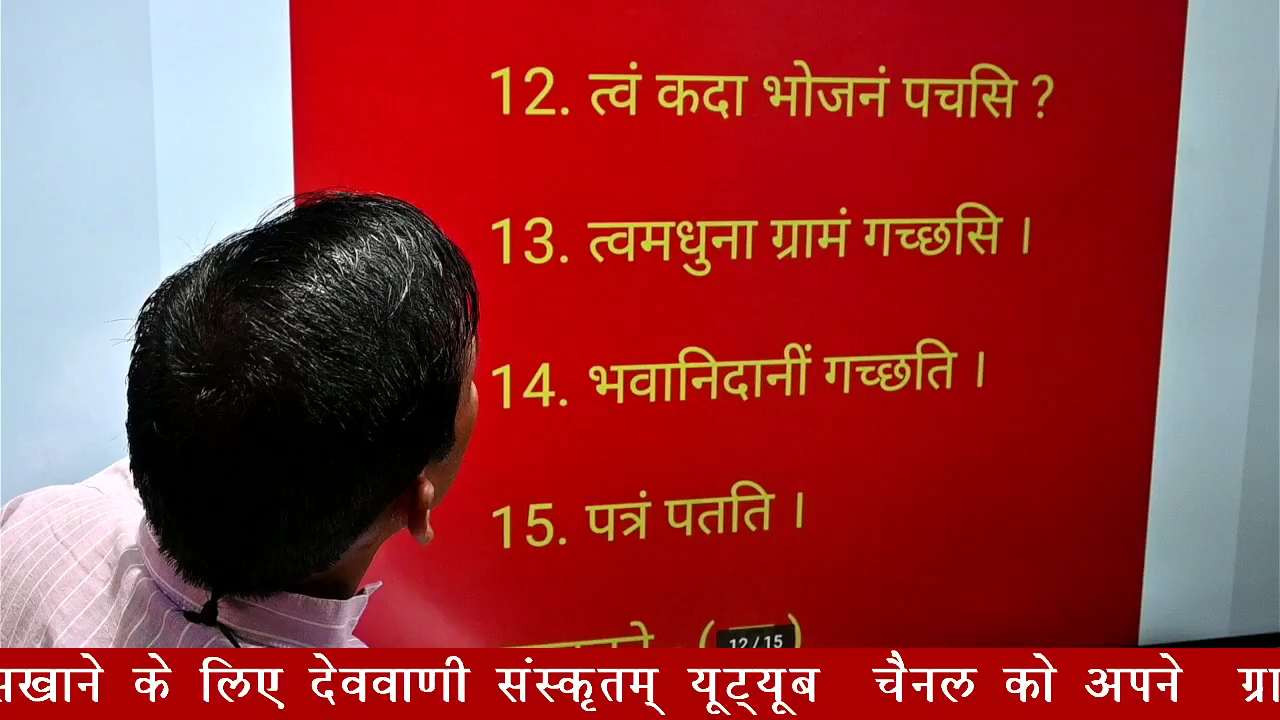 12. त्वं कदा भोजनं पचसि ?
13. त्वमधुना ग्रामं गच्छसि ।
14. भवानिदानीं गच्छति ।
15. पत्रं पतति ।
12 / 15
के लिए देववाणी संस्कृतम् यूट्यूब चैनल को अपने